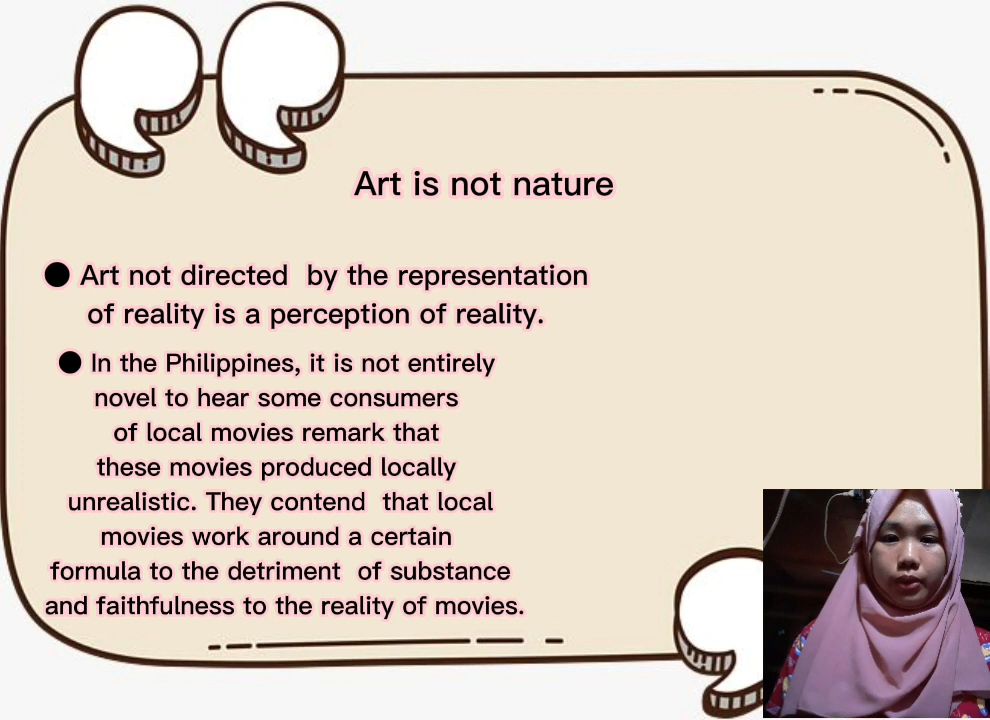 Art is not nature
● Art not directed by the representation
of reality is a perception of reality.
● In the Philippines, it is not entirely
novel to hear some consumers
of local movies remark that
these movies produced locally
unrealistic. They contend that local
movies work around a certain
formula to the detriment of substance
and faithfulness to the reality of movies.